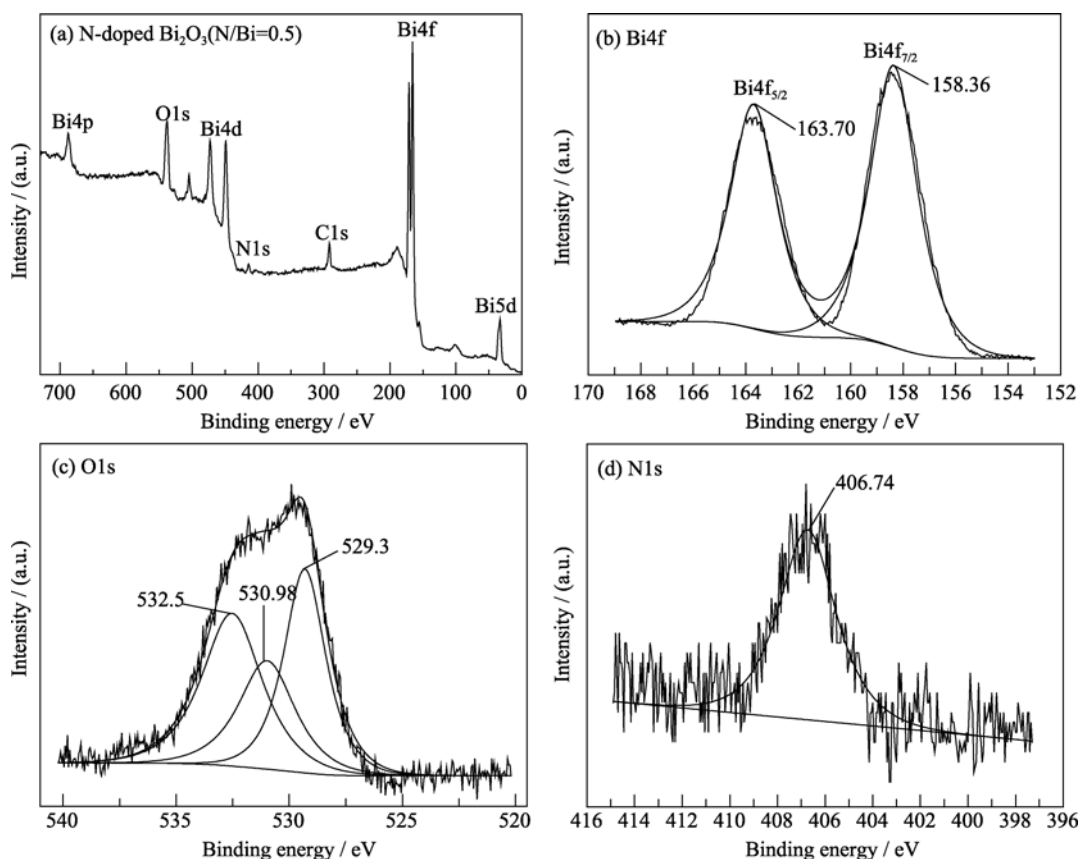 (a) N-doped Bi₂O₃(N/Bi=0.5)
Bi4f
O1s
Bi4p
Bi4d
N1s
C1s
Bi5d
Intensity / (a.u.)
700 600 500 400 300 200 100 0
Binding energy / eV
(b) Bi4f
Bi4f₇/₂
158.36
Bi4f₅/₂
163.70
Intensity / (a.u.)
170 168 166 164 162 160 158 156 154 152
Binding energy / eV
(c) O1s
529.3
530.98
532.5
Intensity / (a.u.)
540 535 530 525 520
Binding energy / eV
(d) N1s
406.74
Intensity / (a.u.)
416 414 412 410 408 406 404 402 400 398 396
Binding energy / eV